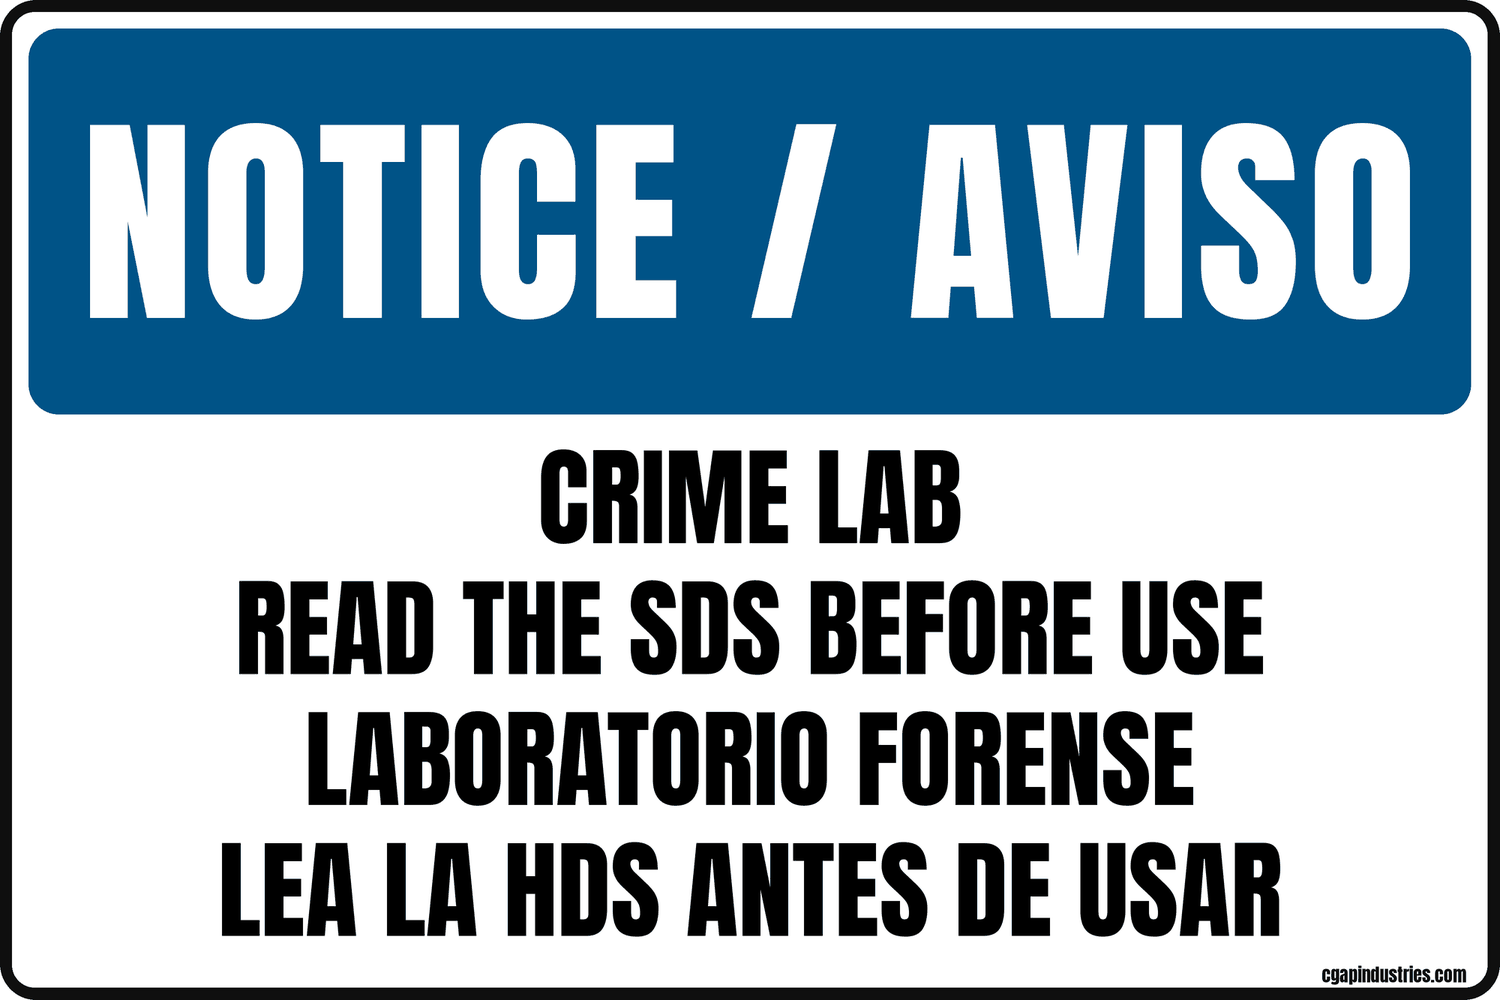 NOTICE / AVISO
CRIME LAB
READ THE SDS BEFORE USE
LABORATORIO FORENSE
LEA LA HDS ANTES DE USAR
cgapindustries.com